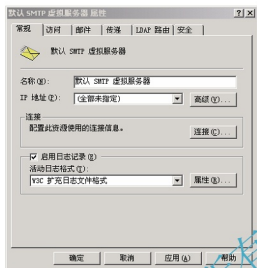 默认 SMTP 虚拟服务器 属性
常规 访问 邮件 传递 LDAP 路由 安全
默认 SMTP 虚拟服务器
名称(M): 默认 SMTP 虚拟服务器
IP 地址(P): (全部未指定) 高级(V)...
连接
配置此资源使用的连接信息。 连接(C)...
启用日志记录(E)
活动日志格式(T):
W3C 扩充日志文件格式 属性(R)...
确定 取消 应用(A) 帮助